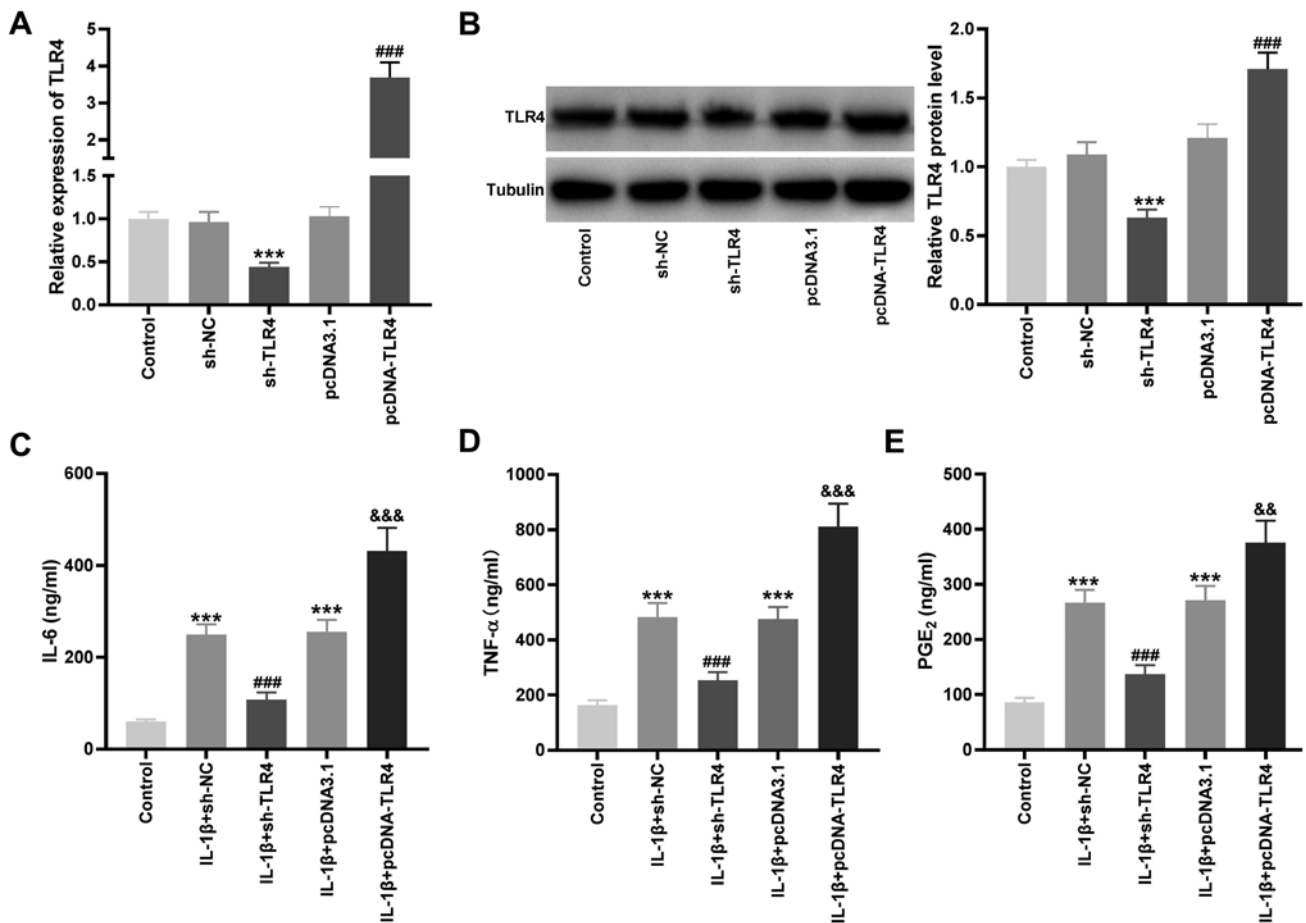 A
Relative expression of TLR4
5
4
3
2
1.5
1.0
0.5
0.0
***
###
Control
sh-NC
sh-TLR4
pcDNA3.1
pcDNA-TLR4
B
TLR4
Tubulin
Control
sh-NC
sh-TLR4
pcDNA3.1
pcDNA-TLR4
Relative TLR4 protein level
2.0
1.5
1.0
0.5
0.0
***
###
Control
sh-NC
sh-TLR4
pcDNA3.1
pcDNA-TLR4
C
IL-6 (ng/ml)
600
400
200
0
***
###
***
&&&
Control
IL-1β+sh-NC
IL-1β+sh-TLR4
IL-1β+pcDNA3.1
IL-1β+pcDNA-TLR4
D
TNF-α (ng/ml)
1000
800
600
400
200
0
***
###
***
&&&
Control
IL-1β+sh-NC
IL-1β+sh-TLR4
IL-1β+pcDNA3.1
IL-1β+pcDNA-TLR4
E
PGE₂ (ng/ml)
500
400
300
200
100
0
***
###
***
&&
Control
IL-1β+sh-NC
IL-1β+sh-TLR4
IL-1β+pcDNA3.1
IL-1β+pcDNA-TLR4